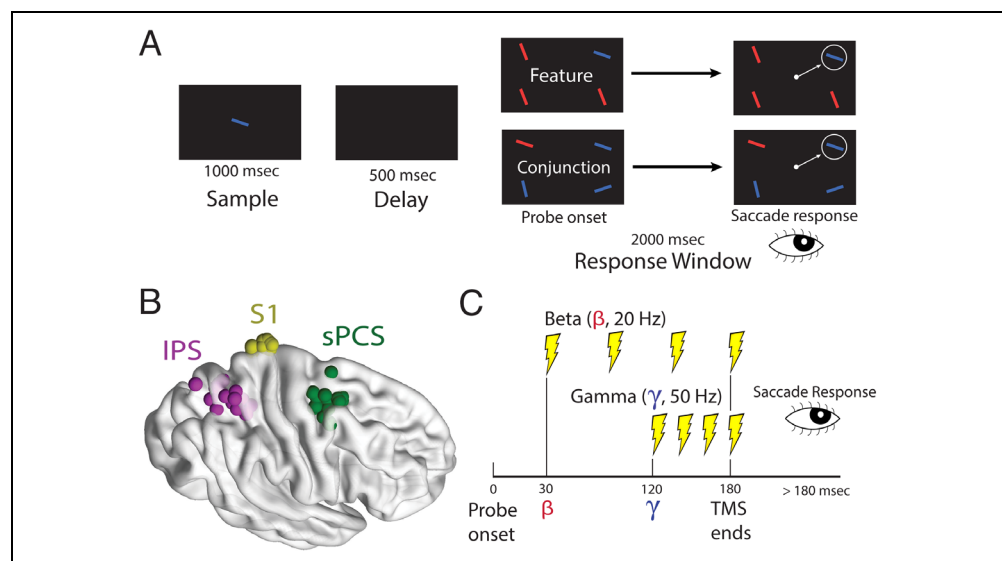 A
1000 msec
Sample
500 msec
Delay
Feature
Conjunction
Probe onset
Saccade response
2000 msec
Response Window
B
IPS
S1
sPCS
C
Beta (β, 20 Hz)
Gamma (γ, 50 Hz)
Saccade Response
0
30
120
180
> 180 msec
Probe
onset
β
γ
TMS
ends